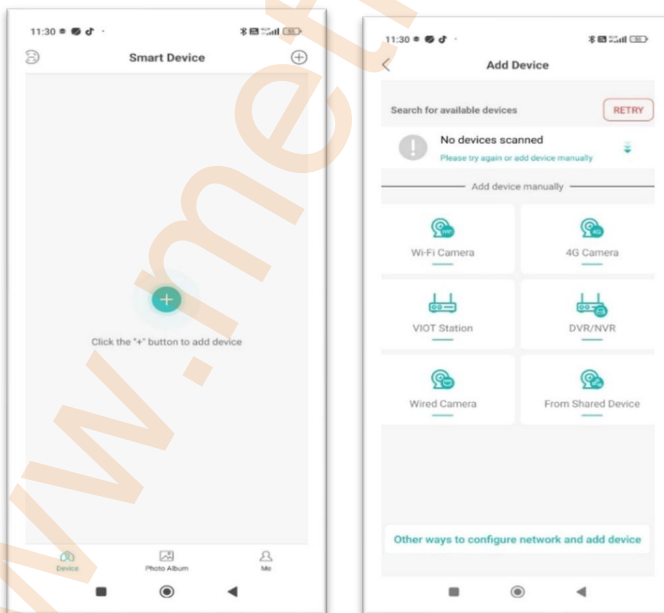 11:30
Smart Device
Click the "+" button to add device
Device
Photo Album
Me
11:30
Add Device
Search for available devices
RETRY
No devices scanned
Please try again or add device manually
Add device manually
Wi-Fi Camera
4G Camera
VIOT Station
DVR/NVR
Wired Camera
From Shared Device
Other ways to configure network and add device